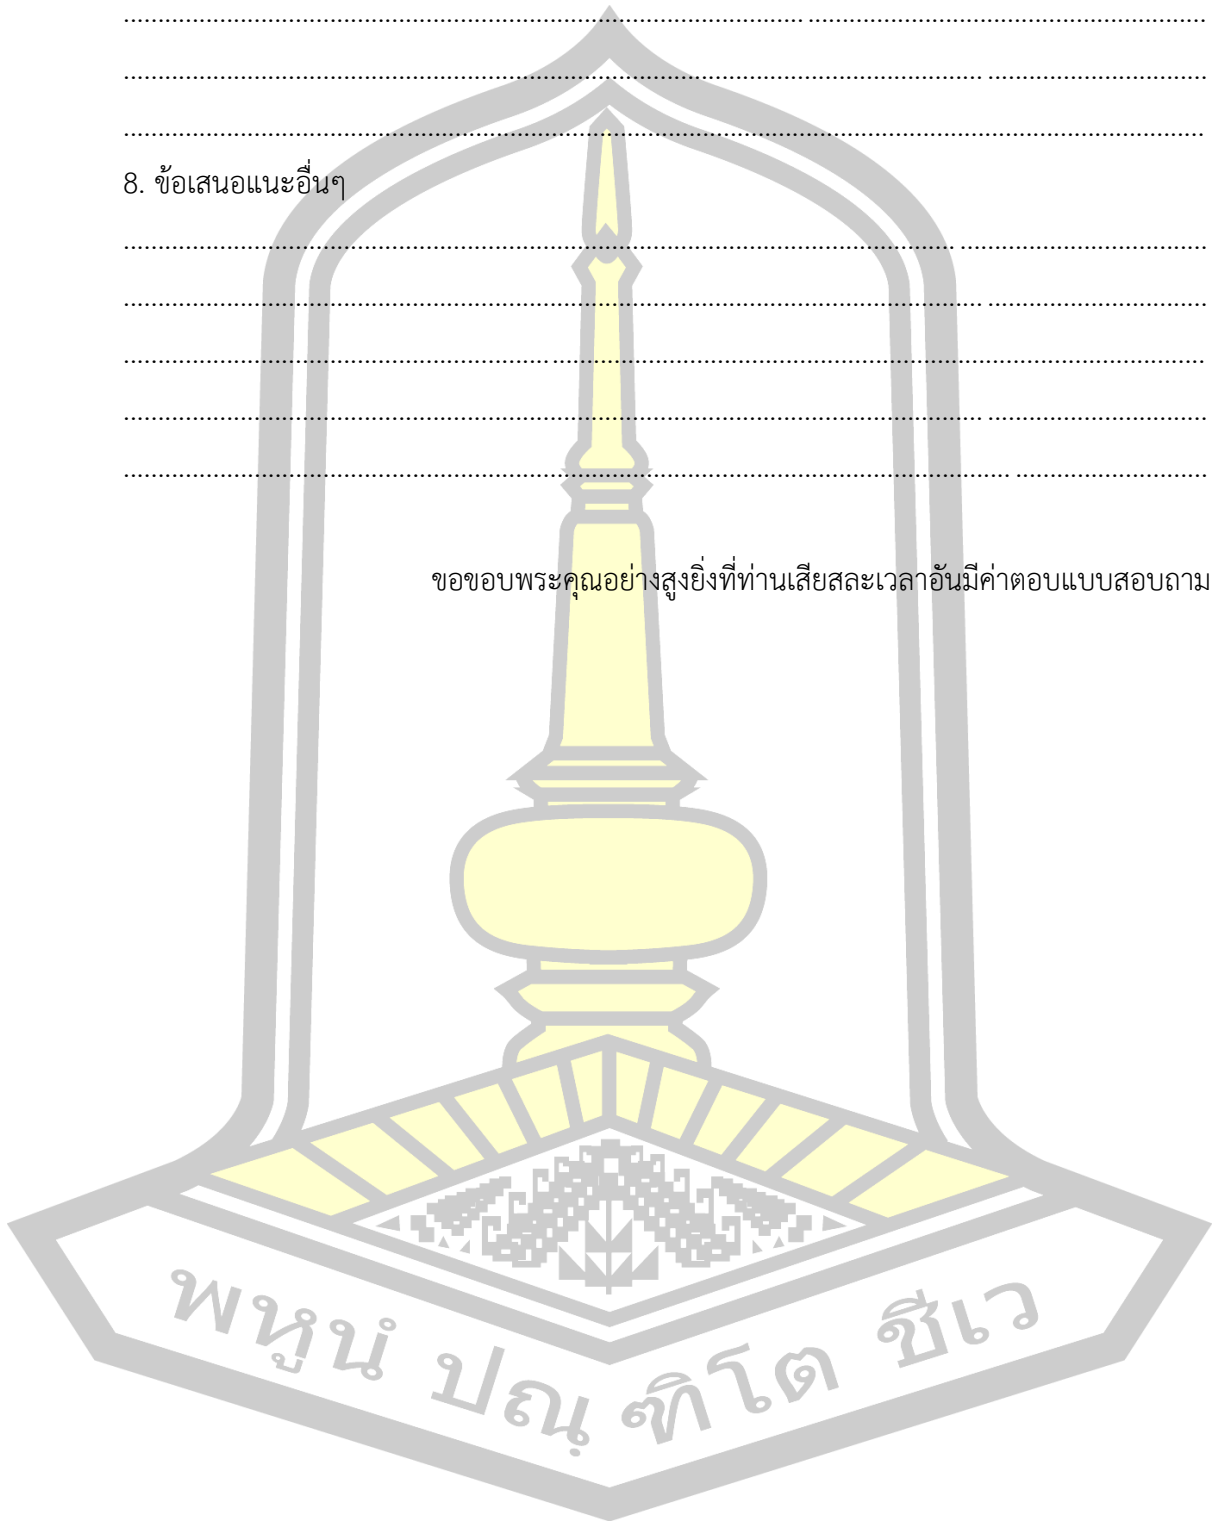 ........................................................................................................ ............................................................
.................................................................................................................................... .................................
.....................................................................................................................................................................
8. ข้อเสนอแนะอื่นๆ
................................................................................................................................ .....................................
.................................................................................................................................... .................................
................................................................. ....................................................................................................
.................................................................................................................................... .................................
........................................................................................................................................ .............................
ขอขอบพระคุณอย่างสูงยิ่งที่ท่านเสียสละเวลาอันมีค่าตอบแบบสอบถาม
พหูนํ ปณฺ ฑิโต ชีเว